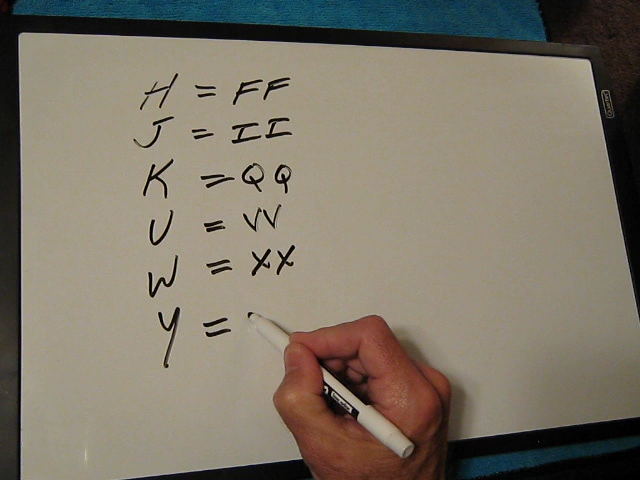 H = FF
J = II
K = QQ
U = VV
W = XX
Y =